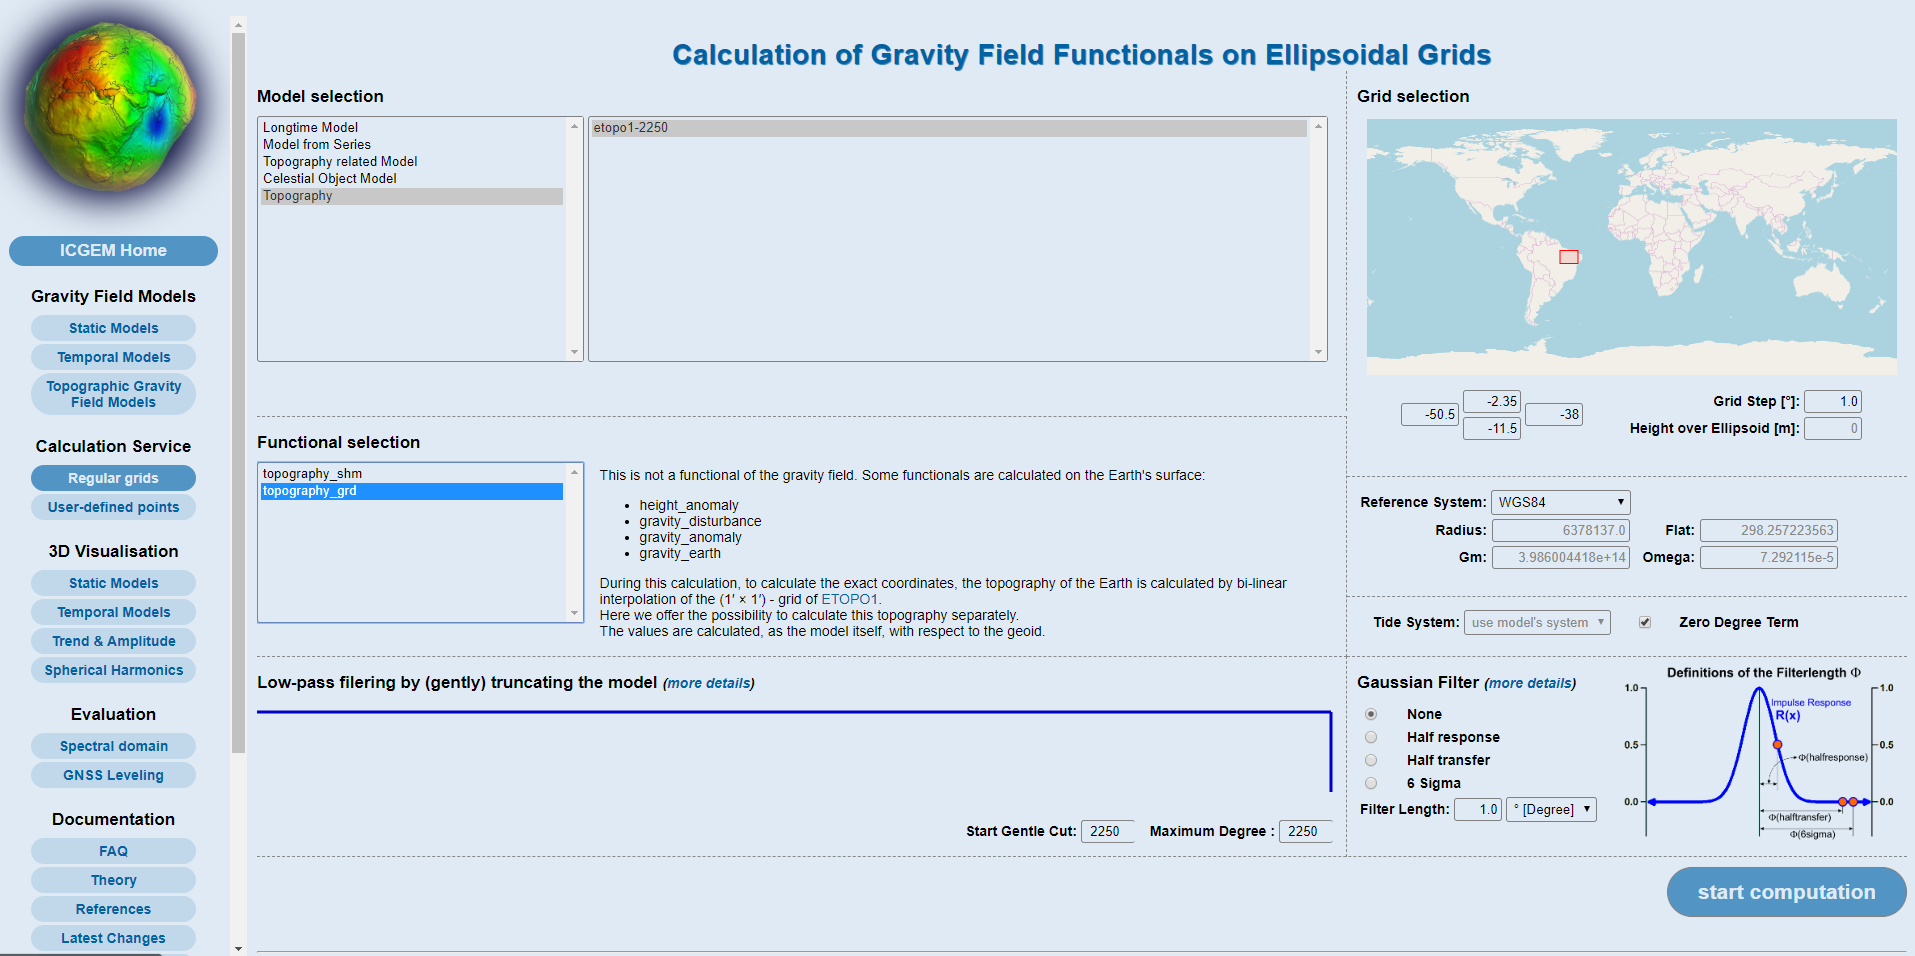 Calculation of Gravity Field Functionals on Ellipsoidal Grids
ICGEM Home
Gravity Field Models
Static Models
Temporal Models
Topographic Gravity
Field Models
Calculation Service
Regular grids
User-defined points
3D Visualisation
Static Models
Temporal Models
Trend & Amplitude
Spherical Harmonics
Evaluation
Spectral domain
GNSS Leveling
Documentation
FAQ
Theory
References
Latest Changes
Model selection
Longtime Model
Model from Series
Topography related Model
Celestial Object Model
Topography
etopo1-2250
Functional selection
topography_shm
topography_grd
This is not a functional of the gravity field. Some functionals are calculated on the Earth's surface:
• height_anomaly
• gravity_disturbance
• gravity_anomaly
• gravity_earth
During this calculation, to calculate the exact coordinates, the topography of the Earth is calculated by bi-linear
interpolation of the (1′ × 1′) - grid of ETOPO1.
Here we offer the possibility to calculate this topography separately.
The values are calculated, as the model itself, with respect to the geoid.
Low-pass filering by (gently) truncating the model (more details)
Start Gentle Cut: 2250 Maximum Degree : 2250
Grid selection
-2.35
-50.5 -38
-11.5
Grid Step [°]: 1.0
Height over Ellipsoid [m]: 0
Reference System: WGS84
Radius: 6378137.0 Flat: 298.257223563
Gm: 3.986004418e+14 Omega: 7.292115e-5
Tide System: use model's system Zero Degree Term
Gaussian Filter (more details)
None
Half response
Half transfer
6 Sigma
Filter Length: 1.0 ° [Degree]
Definitions of the Filterlength Φ
1.0 1.0
Impulse Response
R(x)
0.5 0.5
Φ(halfresponse)
0.0 0.0
Φ(halftransfer)
Φ(6sigma)
start computation